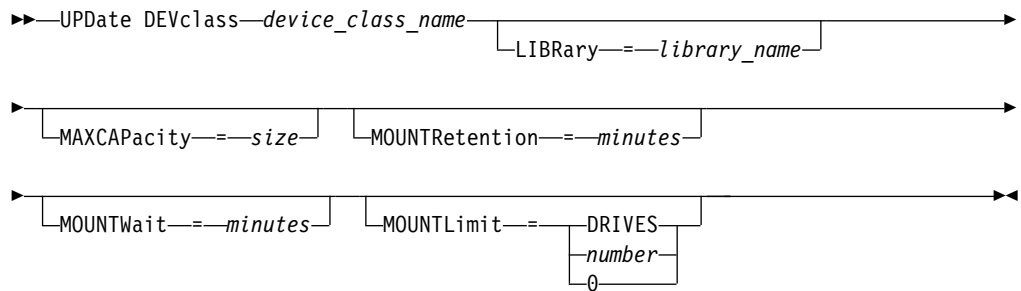 UPDate DEVclass device_class_name
LIBRary = library_name
MAXCAPacity = size MOUNTRetention = minutes
MOUNTWait = minutes MOUNTLimit = DRIVES
number
0